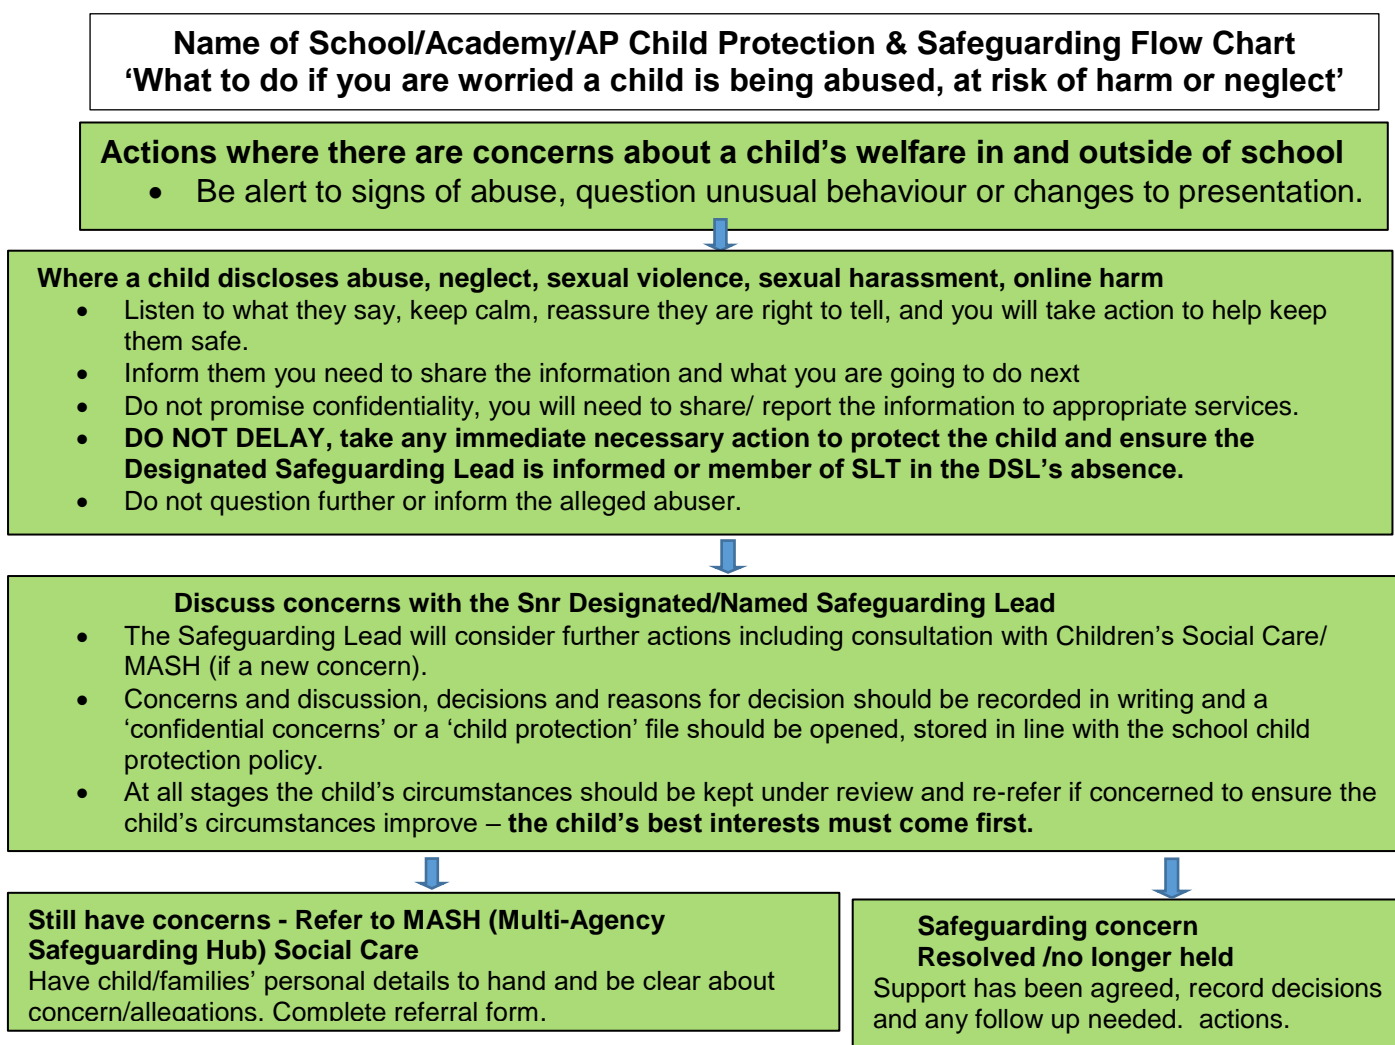 Name of School/Academy/AP Child Protection & Safeguarding Flow Chart
‘What to do if you are worried a child is being abused, at risk of harm or neglect’
Actions where there are concerns about a child’s welfare in and outside of school
• Be alert to signs of abuse, question unusual behaviour or changes to presentation.
Where a child discloses abuse, neglect, sexual violence, sexual harassment, online harm
• Listen to what they say, keep calm, reassure they are right to tell, and you will take action to help keep
them safe.
• Inform them you need to share the information and what you are going to do next
• Do not promise confidentiality, you will need to share/ report the information to appropriate services.
• DO NOT DELAY, take any immediate necessary action to protect the child and ensure the
Designated Safeguarding Lead is informed or member of SLT in the DSL’s absence.
• Do not question further or inform the alleged abuser.
Discuss concerns with the Snr Designated/Named Safeguarding Lead
• The Safeguarding Lead will consider further actions including consultation with Children’s Social Care/
MASH (if a new concern).
• Concerns and discussion, decisions and reasons for decision should be recorded in writing and a
‘confidential concerns’ or a ‘child protection’ file should be opened, stored in line with the school child
protection policy.
• At all stages the child’s circumstances should be kept under review and re-refer if concerned to ensure the
child’s circumstances improve – the child’s best interests must come first.
Still have concerns - Refer to MASH (Multi-Agency
Safeguarding Hub) Social Care
Have child/families’ personal details to hand and be clear about
concern/allegations. Complete referral form.
Safeguarding concern
Resolved /no longer held
Support has been agreed, record decisions
and any follow up needed. actions.